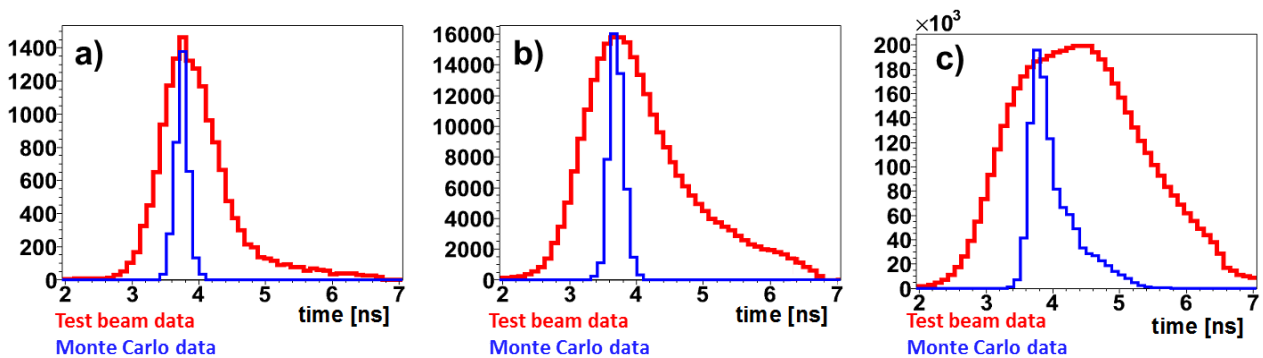 a)
1400
1200
1000
800
600
400
200
0
2 3 4 5 6 7
time [ns]
Test beam data
Monte Carlo data
b)
16000
14000
12000
10000
8000
6000
4000
2000
0
2 3 4 5 6 7
time [ns]
Test beam data
Monte Carlo data
×10³
c)
200
180
160
140
120
100
80
60
40
20
0
2 3 4 5 6 7
time [ns]
Test beam data
Monte Carlo data